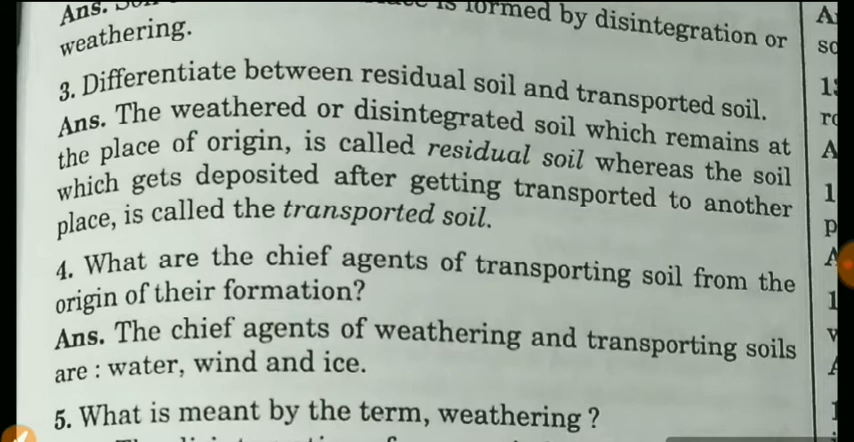 Ans.
is formed by disintegration or
weathering.
3. Differentiate between residual soil and transported soil.
Ans. The weathered or disintegrated soil which remains at
the place of origin, is called residual soil whereas the soil
which gets deposited after getting transported to another
place, is called the transported soil.
4. What are the chief agents of transporting soil from the
origin of their formation?
Ans. The chief agents of weathering and transporting soils
are : water, wind and ice.
5. What is meant by the term, weathering ?